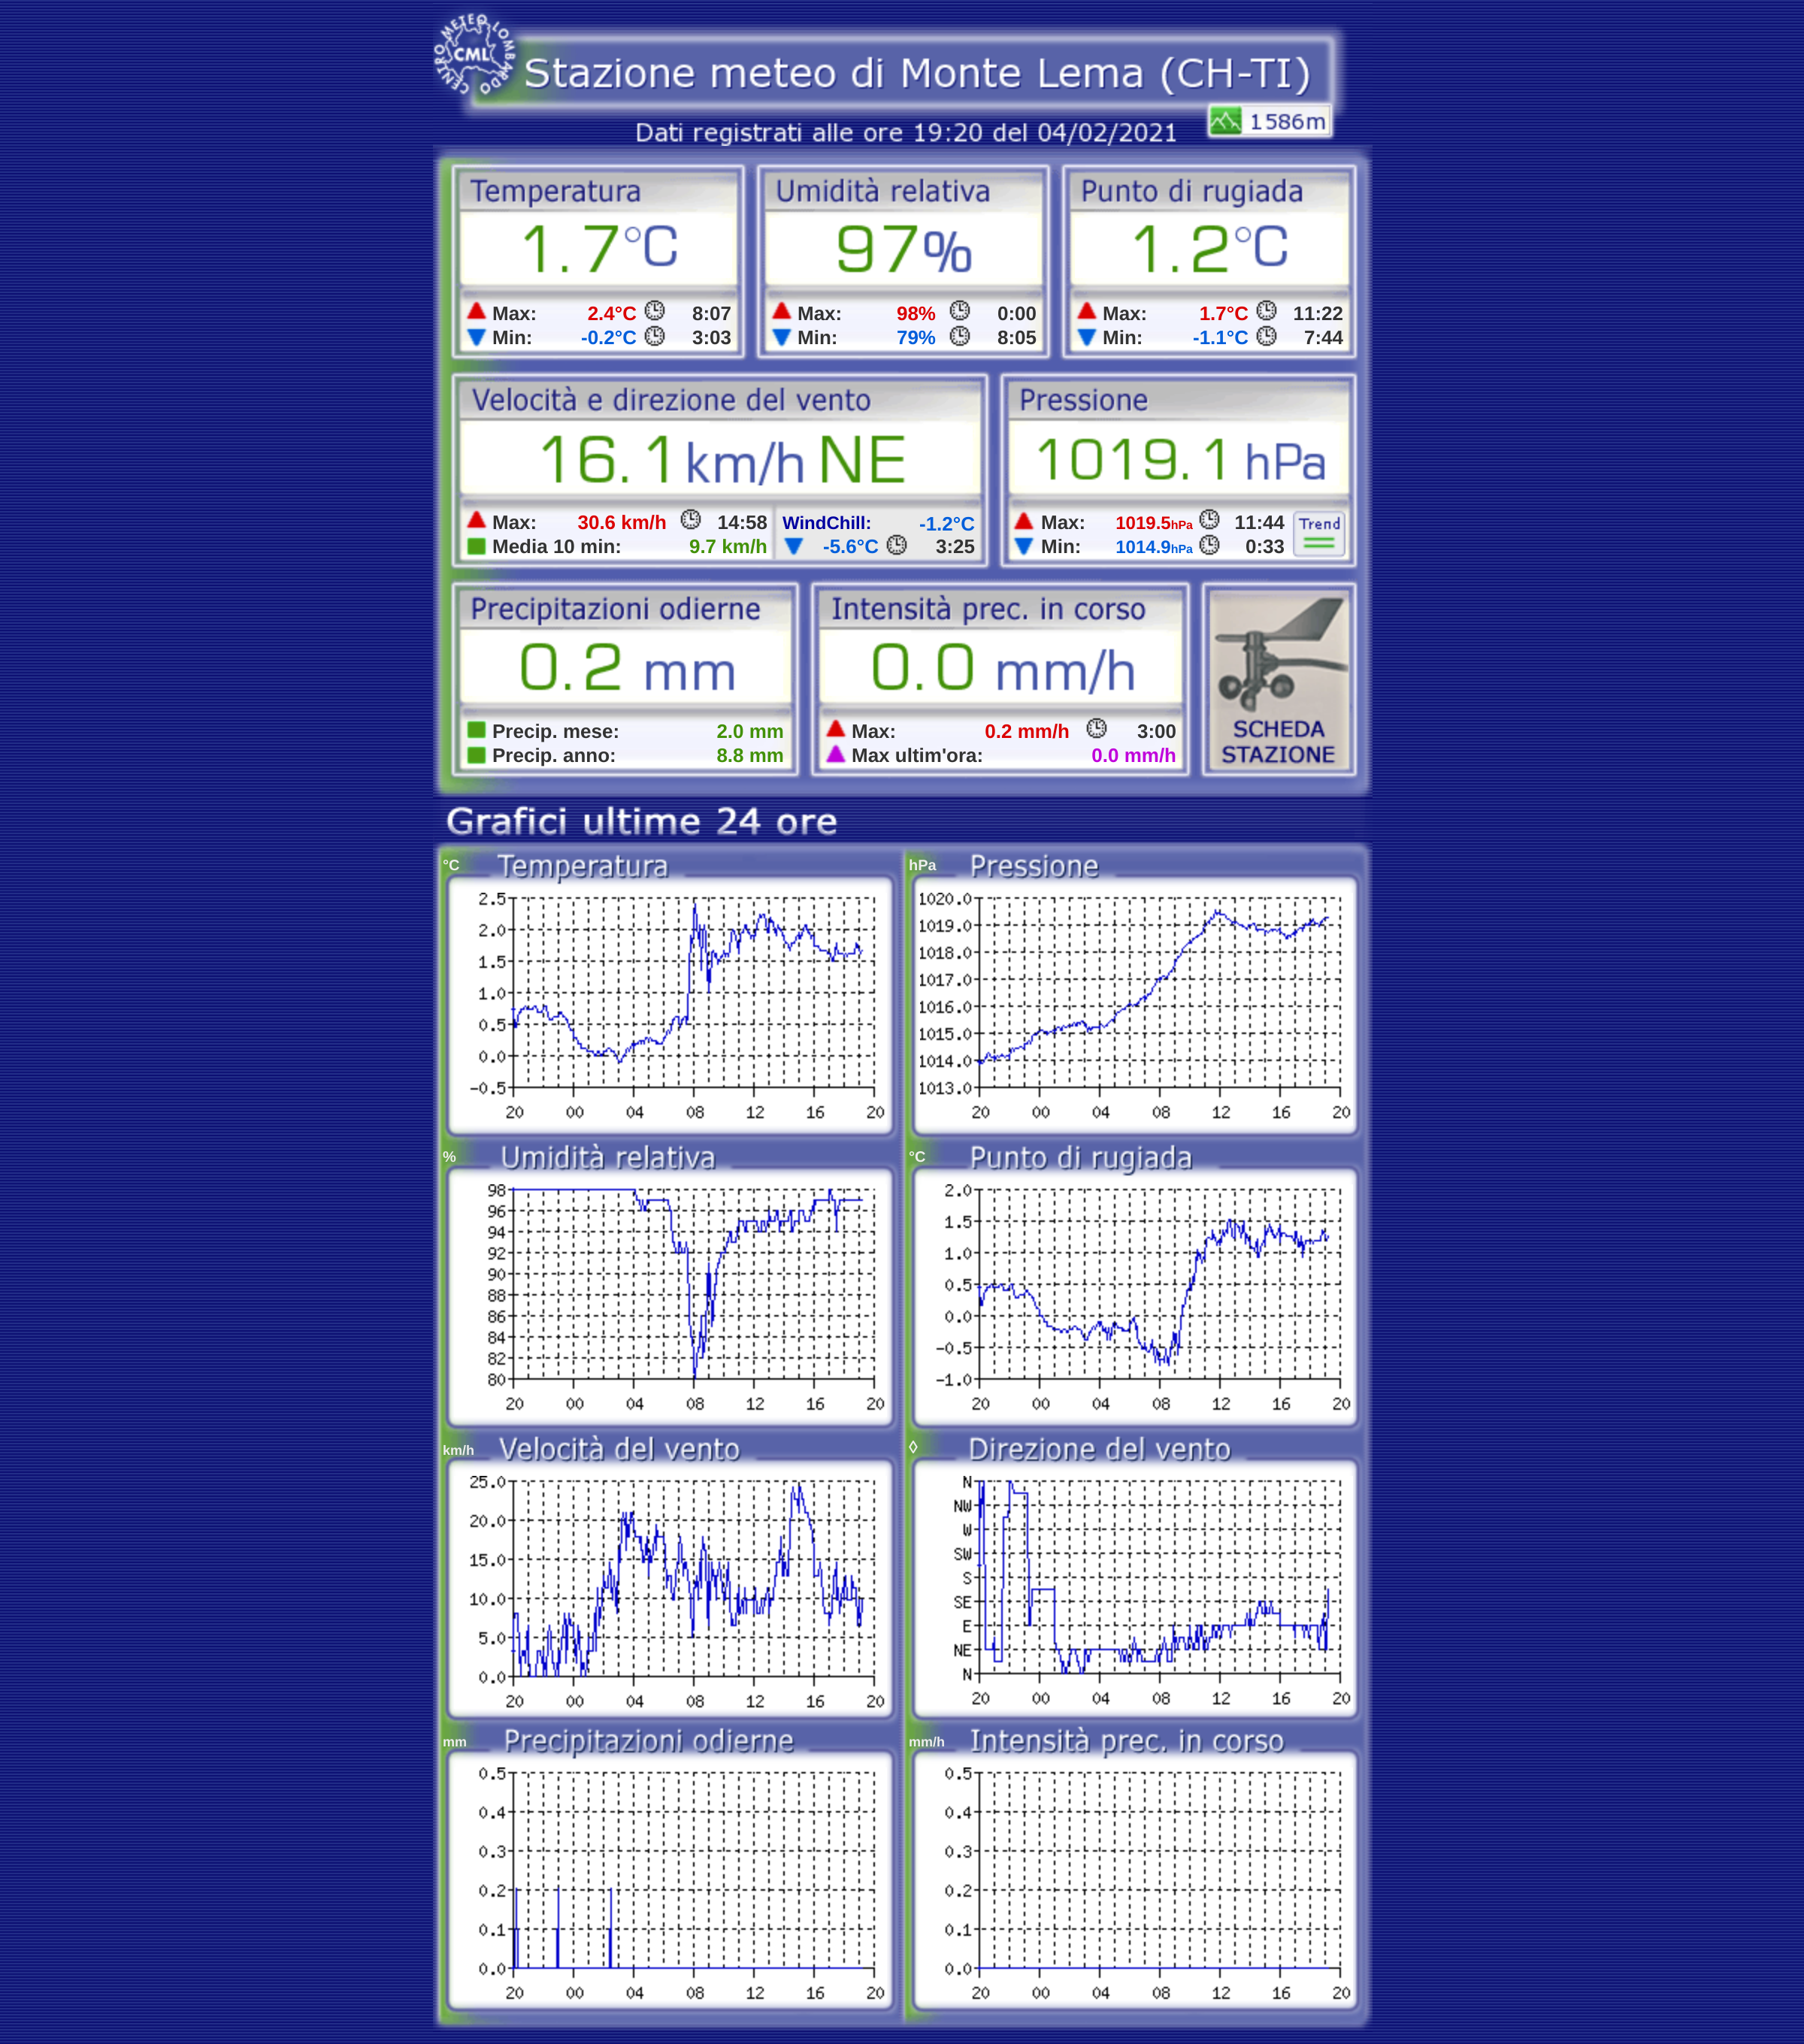 CENTRO METEO LOMBARDO
CML
Stazione meteo di Monte Lema (CH-TI)
1586m
Dati registrati alle ore 19:20 del 04/02/2021
Temperatura Umidità relativa Punto di rugiada
1.7°C 97% 1.2°C
Max: 2.4°C 8:07 Max: 98% 0:00 Max: 1.7°C 11:22
Min: -0.2°C 3:03 Min: 79% 8:05 Min: -1.1°C 7:44
Velocità e direzione del vento Pressione
16.1 km/h NE 1019.1 hPa
Max: 30.6 km/h 14:58 WindChill: -1.2°C Max: 1019.5hPa 11:44 Trend
Media 10 min: 9.7 km/h -5.6°C 3:25 Min: 1014.9hPa 0:33
Precipitazioni odierne Intensità prec. in corso
0.2 mm 0.0 mm/h
Precip. mese: 2.0 mm Max: 0.2 mm/h 3:00 SCHEDA
Precip. anno: 8.8 mm Max ultim'ora: 0.0 mm/h STAZIONE
Grafici ultime 24 ore
°C Temperatura
2.5
2.0
1.5
1.0
0.5
0.0
-0.5
20 00 04 08 12 16 20
hPa Pressione
1020.0
1019.0
1018.0
1017.0
1016.0
1015.0
1014.0
1013.0
20 00 04 08 12 16 20
% Umidità relativa
98
96
94
92
90
88
86
84
82
80
20 00 04 08 12 16 20
°C Punto di rugiada
2.0
1.5
1.0
0.5
0.0
-0.5
-1.0
20 00 04 08 12 16 20
km/h Velocità del vento
25.0
20.0
15.0
10.0
5.0
0.0
20 00 04 08 12 16 20
◊ Direzione del vento
N
NW
W
SW
S
SE
E
NE
N
20 00 04 08 12 16 20
mm Precipitazioni odierne
0.5
0.4
0.3
0.2
0.1
0.0
20 00 04 08 12 16 20
mm/h Intensità prec. in corso
0.5
0.4
0.3
0.2
0.1
0.0
20 00 04 08 12 16 20